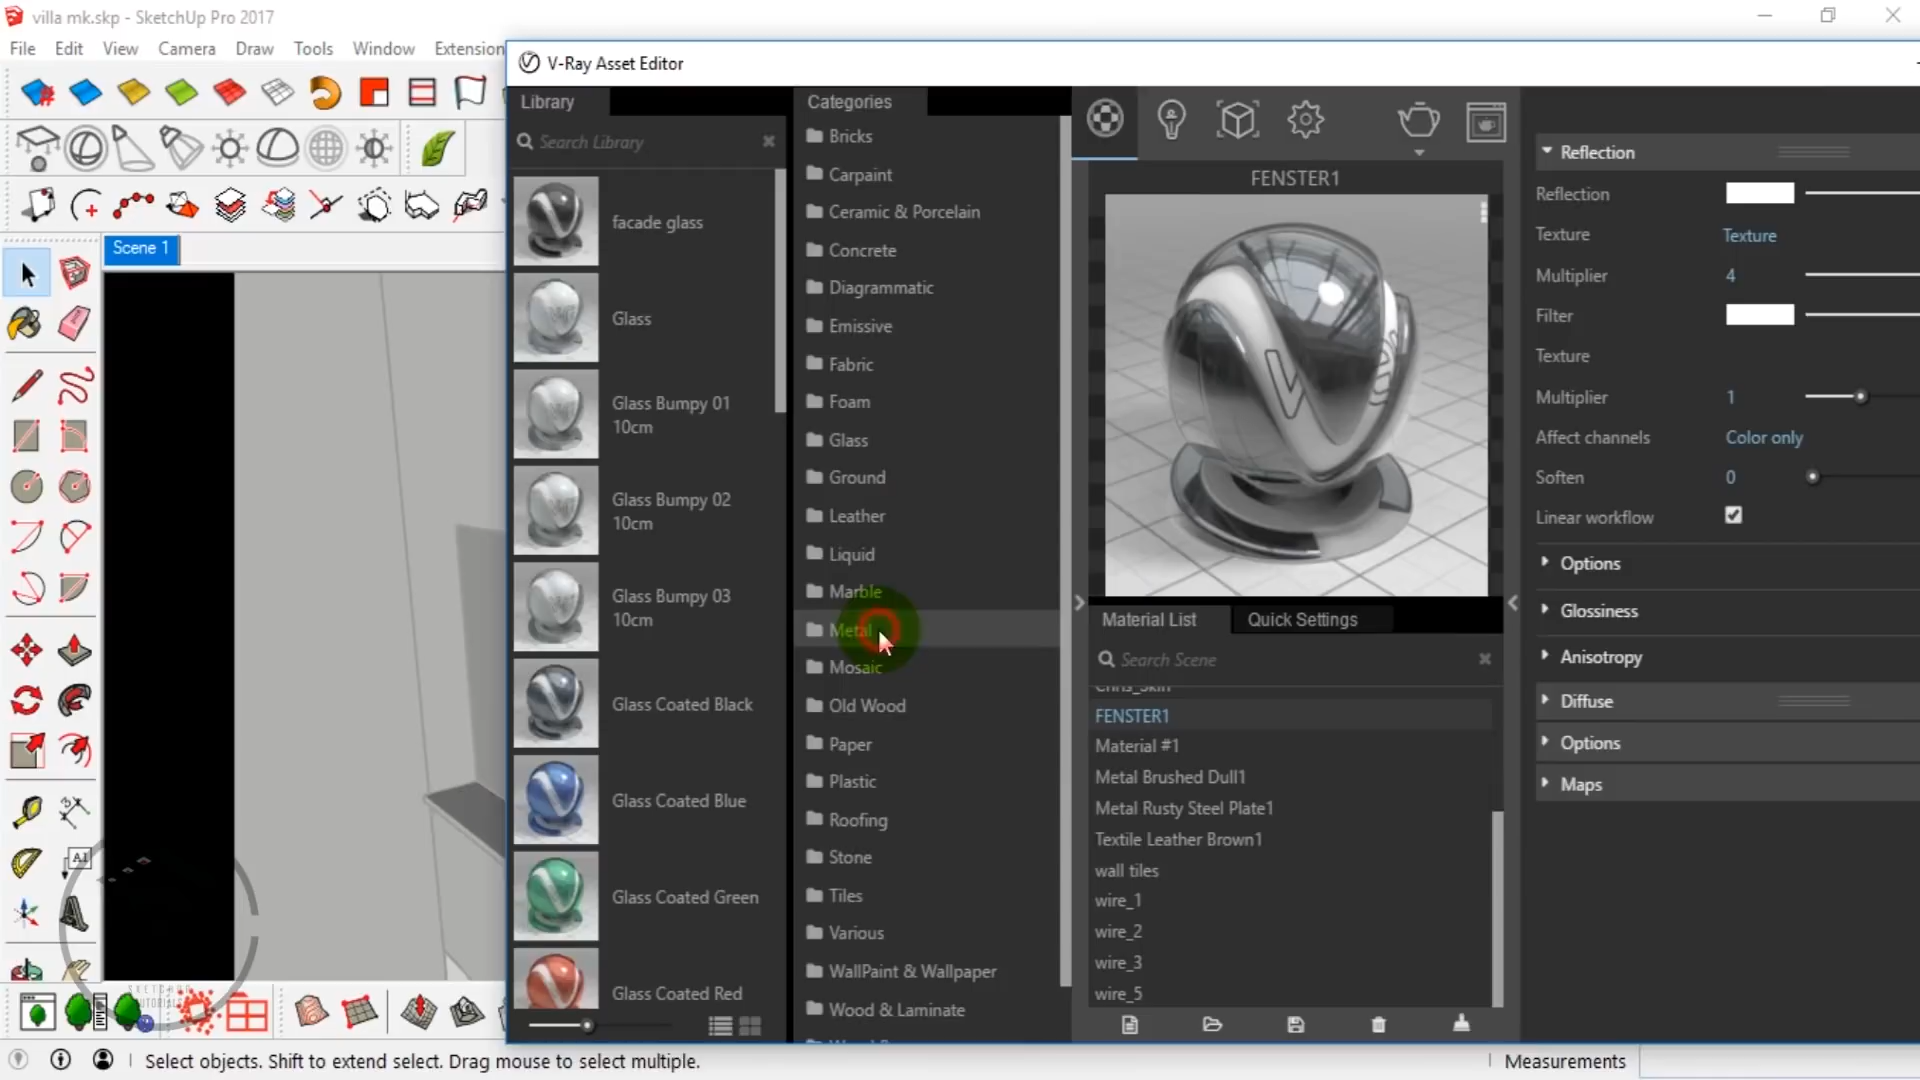 villa mk.skp - SketchUp Pro 2017
File Edit View Camera Draw Tools Window Extension
V-Ray Asset Editor
Scene 1
Library
Search Library
facade glass
Glass
Glass Bumpy 01
10cm
Glass Bumpy 02
10cm
Glass Bumpy 03
10cm
Glass Coated Black
Glass Coated Blue
Glass Coated Green
Glass Coated Red
Categories
Bricks
Carpaint
Ceramic & Porcelain
Concrete
Diagrammatic
Emissive
Fabric
Foam
Glass
Ground
Leather
Liquid
Marble
Metal
Mosaic
Old Wood
Paper
Plastic
Roofing
Stone
Tiles
Various
WallPaint & Wallpaper
Wood & Laminate
FENSTER1
Material List Quick Settings
Search Scene
Chris_Skin
FENSTER1
Material #1
Metal Brushed Dull1
Metal Rusty Steel Plate1
Textile Leather Brown1
wall tiles
wire_1
wire_2
wire_3
wire_5
Reflection
Reflection
Texture Texture
Multiplier 4
Filter
Texture
Multiplier 1
Affect channels Color only
Soften 0
Linear workflow
Options
Glossiness
Anisotropy
Diffuse
Options
Maps
SKETCHUP
TUTORIALS
Select objects. Shift to extend select. Drag mouse to select multiple.
Measurements